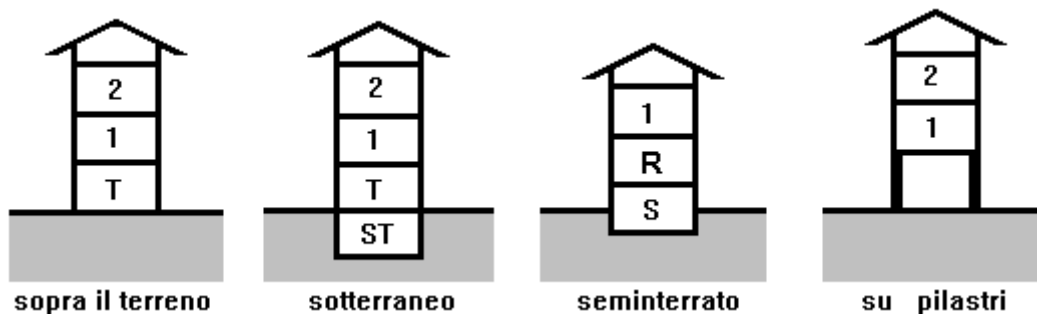 2
1
T
sopra il terreno
2
1
T
ST
sotterraneo
1
R
S
seminterrato
2
1
su pilastri